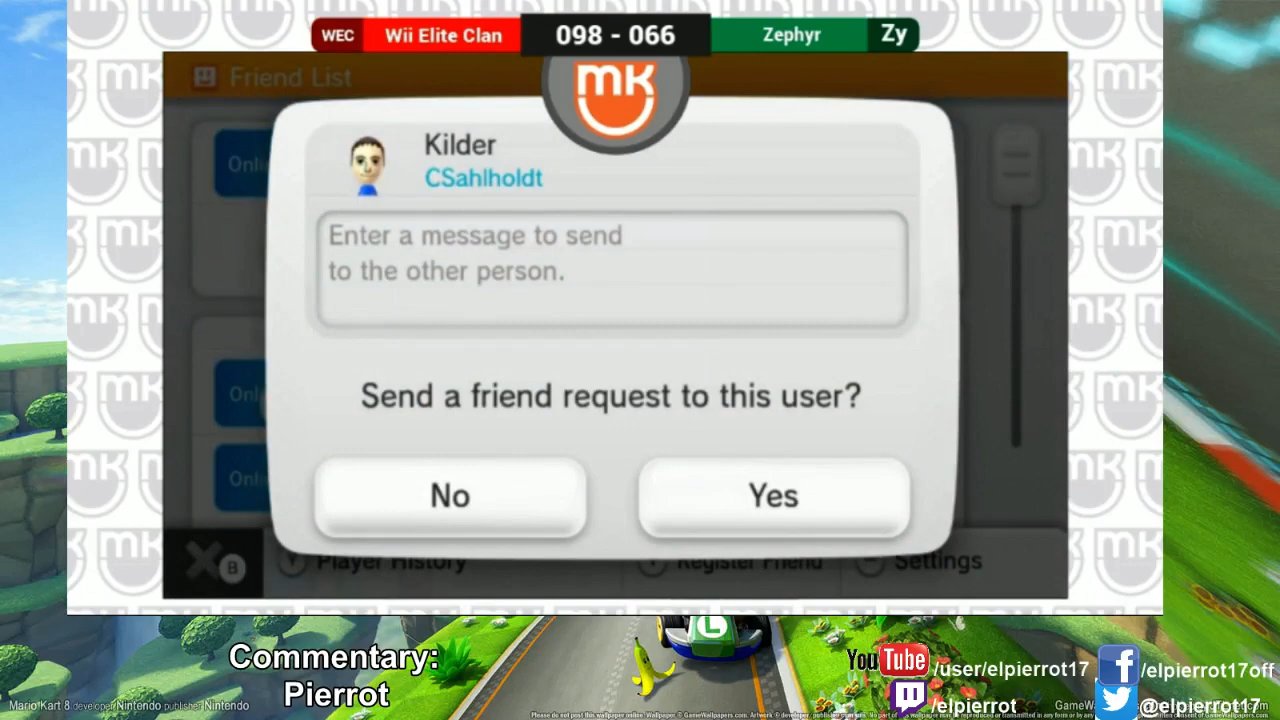 WEC Wii Elite Clan 098 - 066 Zephyr Zy
Friend List
mk
Kilder
CSahlholdt
Enter a message to send
to the other person.
Send a friend request to this user?
No Yes
B Player History Register Friend Settings
Commentary:
Pierrot
YouTube /user/elpierrot17 f /elpierrot17off
/elpierrot @elpierrot17
Mario Kart 8 developer Nintendo publisher Nintendo